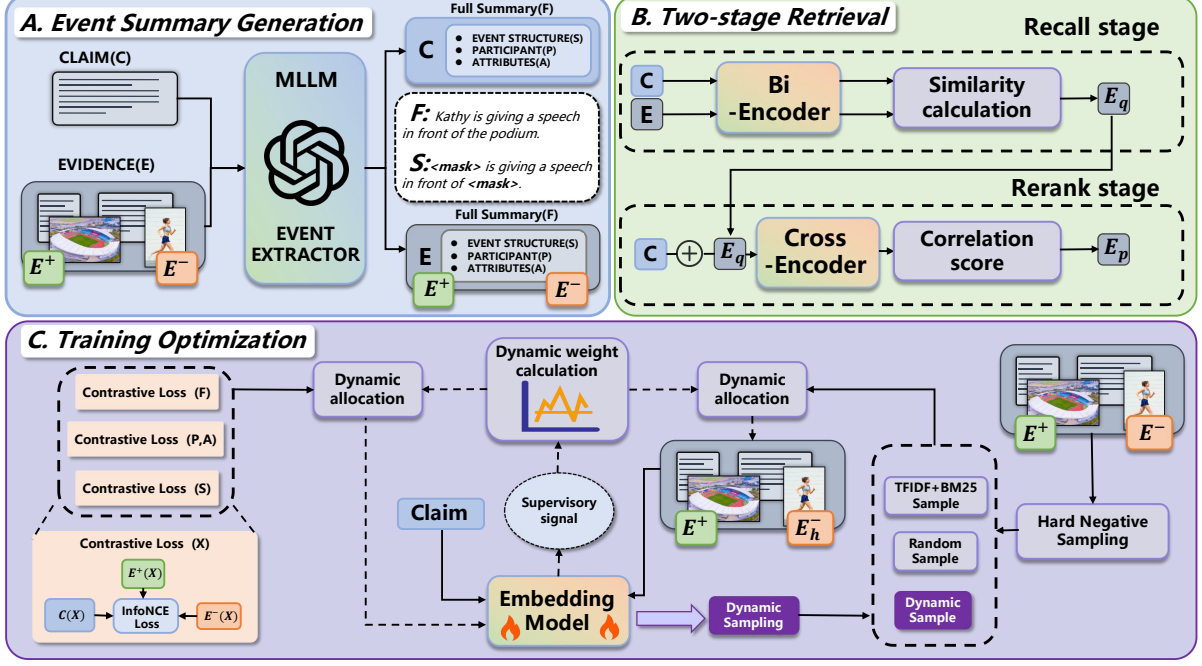 A. Event Summary Generation
CLAIM(C)
EVIDENCE(E)
E⁺
E⁻
MLLM
EVENT
EXTRACTOR
Full Summary(F)
C
EVENT STRUCTURE(S)
PARTICIPANT(P)
ATTRIBUTES(A)
F: Kathy is giving a speech
in front of the podium.
S:<mask> is giving a speech
in front of <mask>.
Full Summary(F)
E
EVENT STRUCTURE(S)
PARTICIPANT(P)
ATTRIBUTES(A)
E⁺
E⁻
B. Two-stage Retrieval
Recall stage
C
E
Bi
-Encoder
Similarity
calculation
E_q
Rerank stage
C
+
E_q
Cross
-Encoder
Correlation
score
E_p
C. Training Optimization
Contrastive Loss (F)
Contrastive Loss (P,A)
Contrastive Loss (S)
Contrastive Loss (X)
E⁺(X)
C(X)
InfoNCE
Loss
E⁻(X)
Dynamic
allocation
Dynamic weight
calculation
Dynamic
allocation
Claim
Supervisory
signal
E⁺
E_h⁻
Embedding
Model
Dynamic
Sampling
TFIDF+BM25
Sample
Random
Sample
Dynamic
Sample
E⁺
E⁻
Hard Negative
Sampling